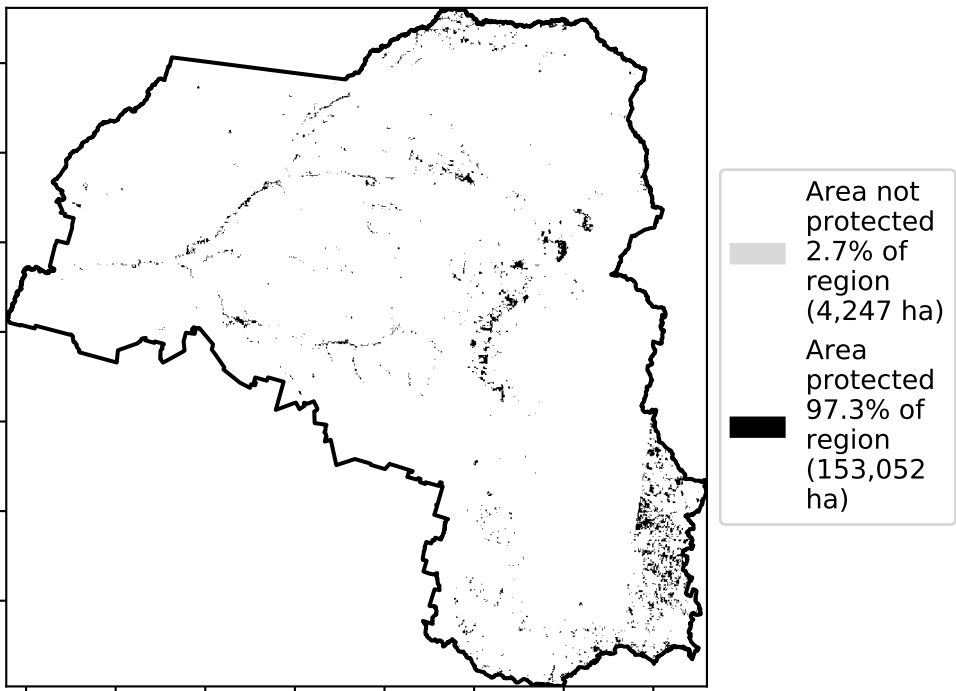 Area not
protected
2.7% of
region
(4,247 ha)
Area
protected
97.3% of
region
(153,052
ha)